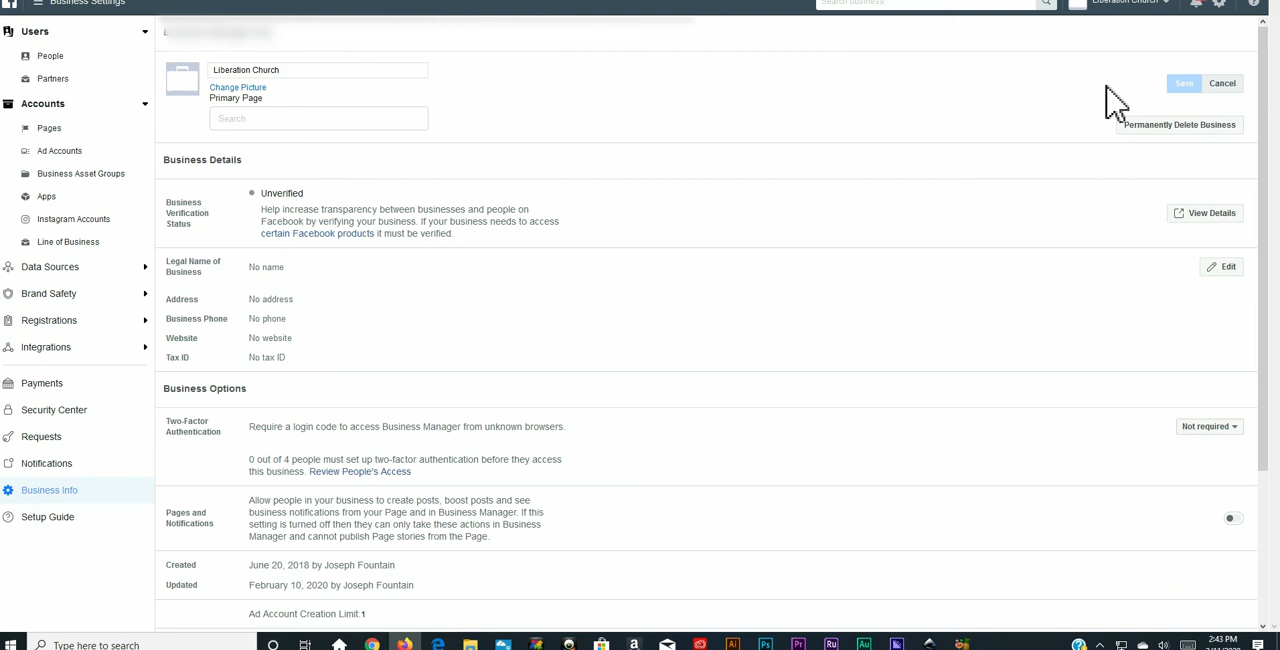 Business Settings
Search business
Liberation Church
Users
People
Partners
Accounts
Pages
Ad Accounts
Business Asset Groups
Apps
Instagram Accounts
Line of Business
Data Sources
Brand Safety
Registrations
Integrations
Payments
Security Center
Requests
Notifications
Business Info
Setup Guide
Liberation Church
Change Picture
Primary Page
Search
Save
Cancel
Permanently Delete Business
Business Details
Business Verification Status
Unverified
Help increase transparency between businesses and people on
Facebook by verifying your business. If your business needs to access
certain Facebook products it must be verified.
View Details
Legal Name of Business
No name
Edit
Address
No address
Business Phone
No phone
Website
No website
Tax ID
No tax ID
Business Options
Two-Factor Authentication
Require a login code to access Business Manager from unknown browsers.
Not required
0 out of 4 people must set up two-factor authentication before they access
this business. Review People's Access
Pages and Notifications
Allow people in your business to create posts, boost posts and see
business notifications from your Page and in Business Manager. If this
setting is turned off then they can only take these actions in Business
Manager and cannot publish Page stories from the Page.
Created
June 20, 2018 by Joseph Fountain
Updated
February 10, 2020 by Joseph Fountain
Ad Account Creation Limit:1
Type here to search
a
Ai
Ps
Pr
Ru
Au
2:43 PM